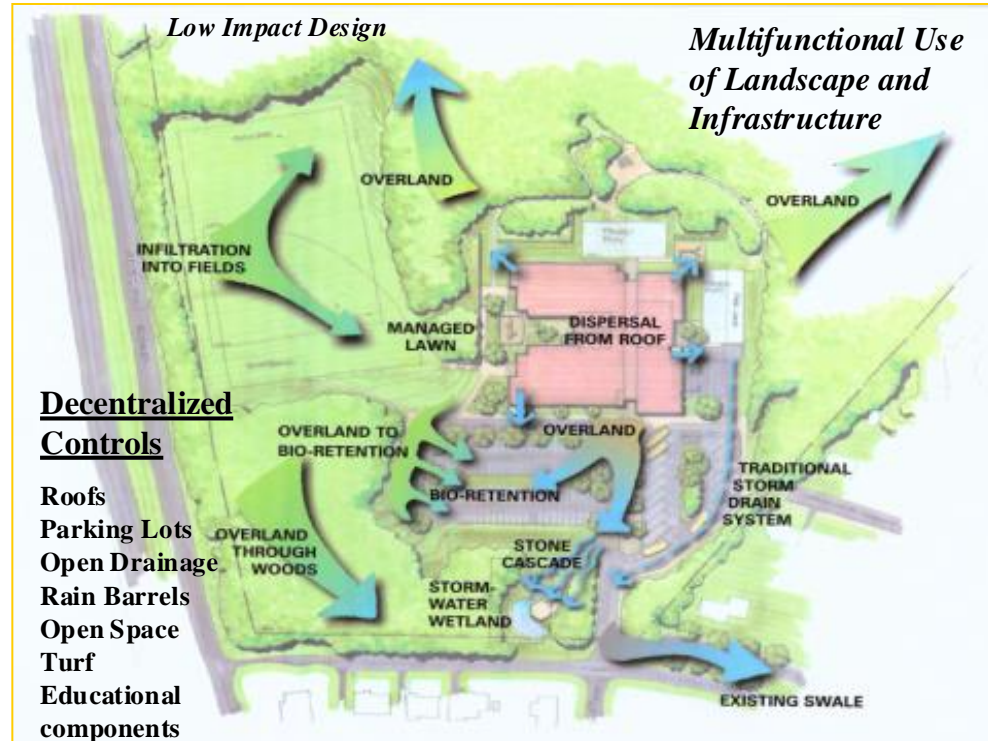 Low Impact Design
Multifunctional Use
of Landscape and
Infrastructure
OVERLAND
OVERLAND
INFILTRATION
INTO FIELDS
MANAGED
LAWN
DISPERSAL
FROM ROOF
Decentralized
Controls
Roofs
Parking Lots
Open Drainage
Rain Barrels
Open Space
Turf
Educational
components
OVERLAND TO
BIO-RETENTION
OVERLAND
BIO-RETENTION
TRADITIONAL
STORM
DRAIN
SYSTEM
OVERLAND
THROUGH
WOODS
STONE
CASCADE
STORM-
WATER
WETLAND
EXISTING SWALE